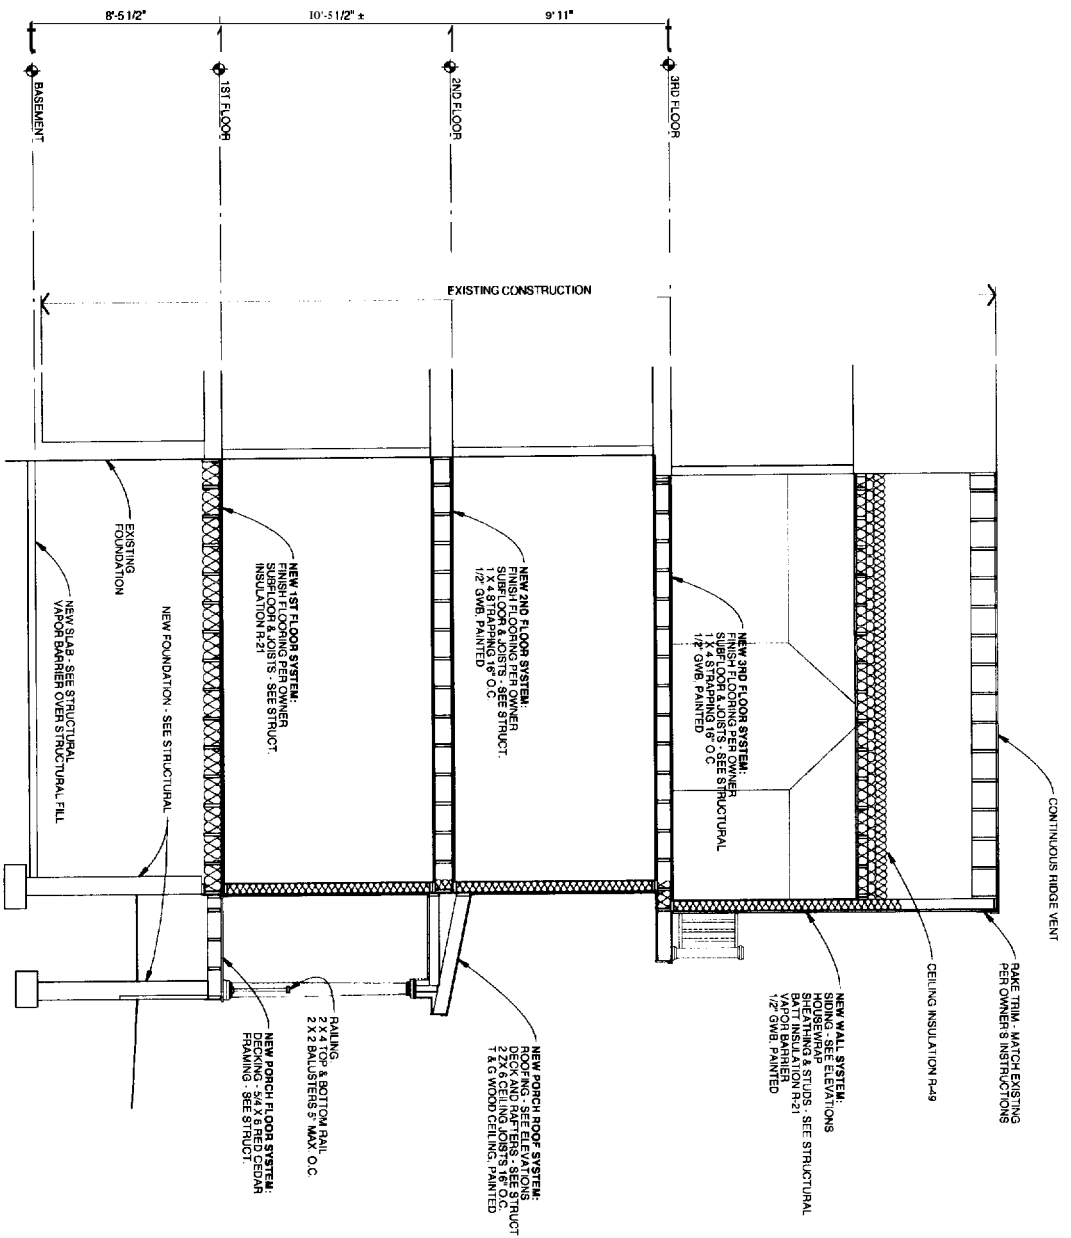 8'-5 1/2"
10'-5 1/2" ±
9' 11"
BASEMENT
1ST FLOOR
2ND FLOOR
3RD FLOOR
EXISTING CONSTRUCTION
CONTINUOUS RIDGE VENT
RAKE TRIM - MATCH EXISTING
PER OWNER'S INSTRUCTIONS
CEILING INSULATION R-49
NEW WALL SYSTEM:
SIDING - SEE ELEVATIONS
HOUSEWRAP
SHEATHING & STUDS - SEE STRUCTURAL
BATT INSULATION R-21
VAPOR BARRIER
1/2" GWB, PAINTED
NEW 3RD FLOOR SYSTEM:
FINISH FLOORING PER OWNER
SUBFLOOR & JOISTS - SEE STRUCTURAL
1 X 4 STRAPPING 16" O.C
1/2" GWB, PAINTED
NEW 2ND FLOOR SYSTEM:
FINISH FLOORING PER OWNER
SUBFLOOR & JOISTS - SEE STRUCT.
1 X 4 STRAPPING 16" O.C
1/2" GWB, PAINTED
NEW PORCH ROOF SYSTEM:
ROOFING - SEE ELEVATIONS
DECK AND RAFTERS - SEE STRUCT
2 2X6 CEILING JOISTS 16" O.C.
T & G WOOD CEILING, PAINTED
NEW 1ST FLOOR SYSTEM:
FINISH FLOORING PER OWNER
SUBFLOOR & JOISTS - SEE STRUCT.
INSULATION R-21
RAILING
2 X 4 TOP & BOTTOM RAIL
2 X 2 BALUSTERS 5" MAX. O.C.
NEW PORCH FLOOR SYSTEM:
DECKING - 5/4 X 6 RED CEDAR
FRAMING - SEE STRUCT.
EXISTING
FOUNDATION
NEW FOUNDATION - SEE STRUCTURAL
NEW SLAB - SEE STRUCTURAL
VAPOR BARRIER OVER STRUCTURAL FILL